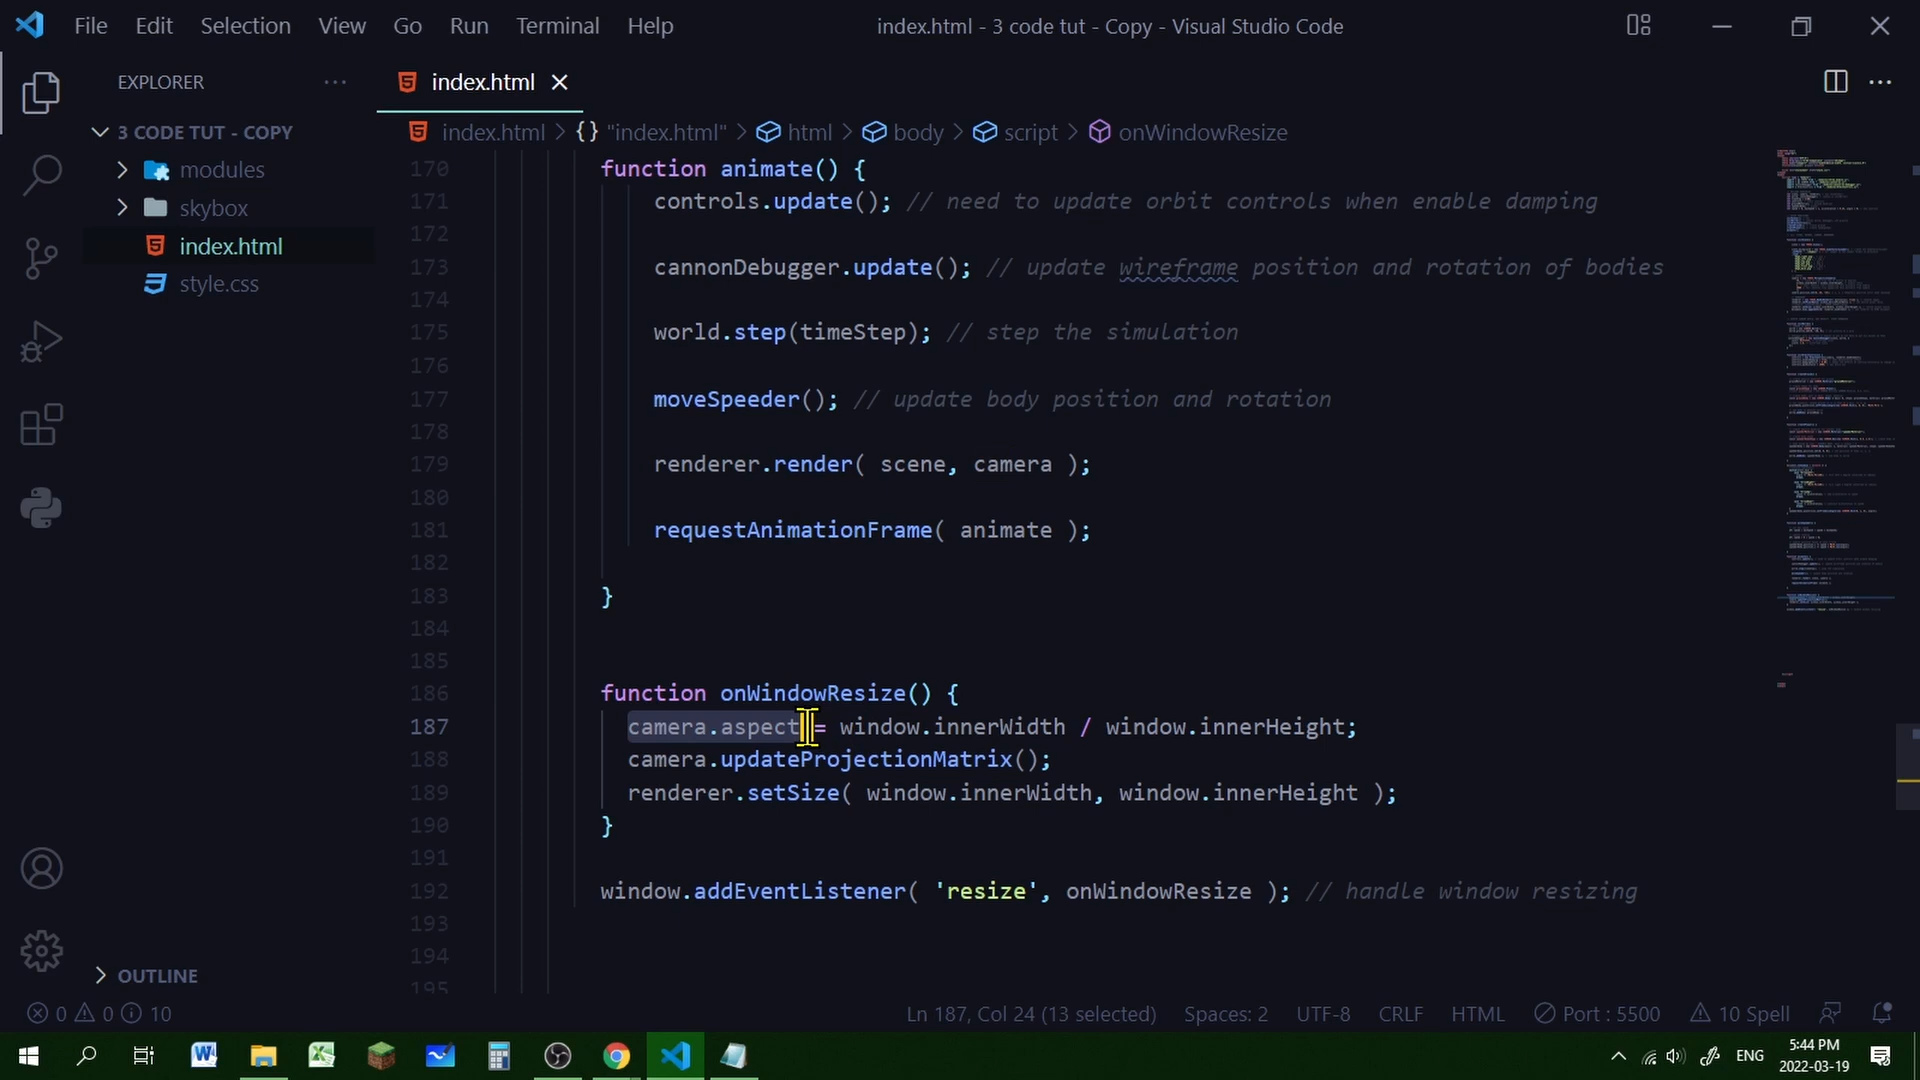 File Edit Selection View Go Run Terminal Help
index.html - 3 code tut - Copy - Visual Studio Code
EXPLORER
index.html
3 CODE TUT - COPY
index.html > {} "index.html" > html > body > script > onWindowResize
modules
skybox
index.html
style.css
170 function animate() {
171 controls.update(); // need to update orbit controls when enable damping
172
173 cannonDebugger.update(); // update wireframe position and rotation of bodies
174
175 world.step(timeStep); // step the simulation
176
177 moveSpeeder(); // update body position and rotation
178
179 renderer.render( scene, camera );
180
181 requestAnimationFrame( animate );
182
183 }
184
185
186 function onWindowResize() {
187 camera.aspect = window.innerWidth / window.innerHeight;
188 camera.updateProjectionMatrix();
189 renderer.setSize( window.innerWidth, window.innerHeight );
190 }
191
192 window.addEventListener( 'resize', onWindowResize ); // handle window resizing
193
194
195
OUTLINE
0 0 10 Ln 187, Col 24 (13 selected) Spaces: 2 UTF-8 CRLF HTML Port : 5500 10 Spell
ENG
5:44 PM
2022-03-19